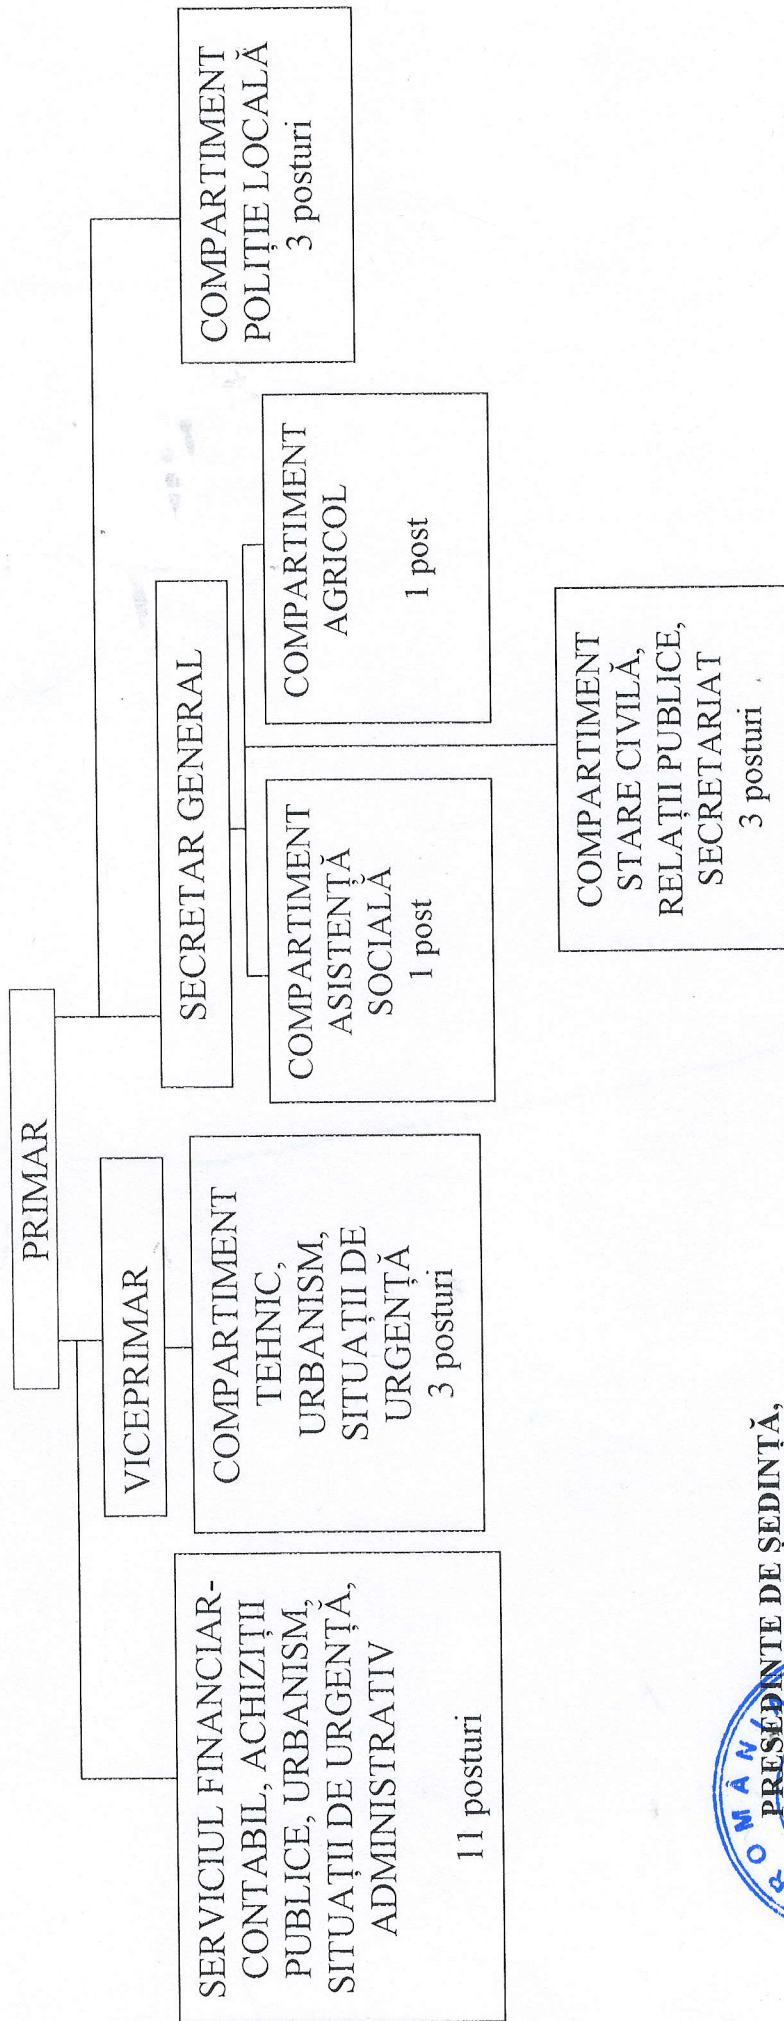 PRIMAR
VICEPRIMAR
SECRETAR GENERAL
SERVICIUL FINANCIAR-
CONTABIL, ACHIZIȚII
PUBLICE, URBANISM,
SITUAȚII DE URGENȚĂ,
ADMINISTRATIV
11 posturi
COMPARTIMENT
TEHNIC,
URBANISM,
SITUAȚII DE
URGENȚĂ
3 posturi
COMPARTIMENT
ASISTENȚĂ
SOCIALĂ
1 post
COMPARTIMENT
AGRICOL
1 post
COMPARTIMENT
POLIȚIE LOCALĂ
3 posturi
COMPARTIMENT
STARE CIVILĂ,
RELAȚII PUBLICE,
SECRETARIAT
3 posturi
PREȘEDINTE DE ȘEDINȚĂ,